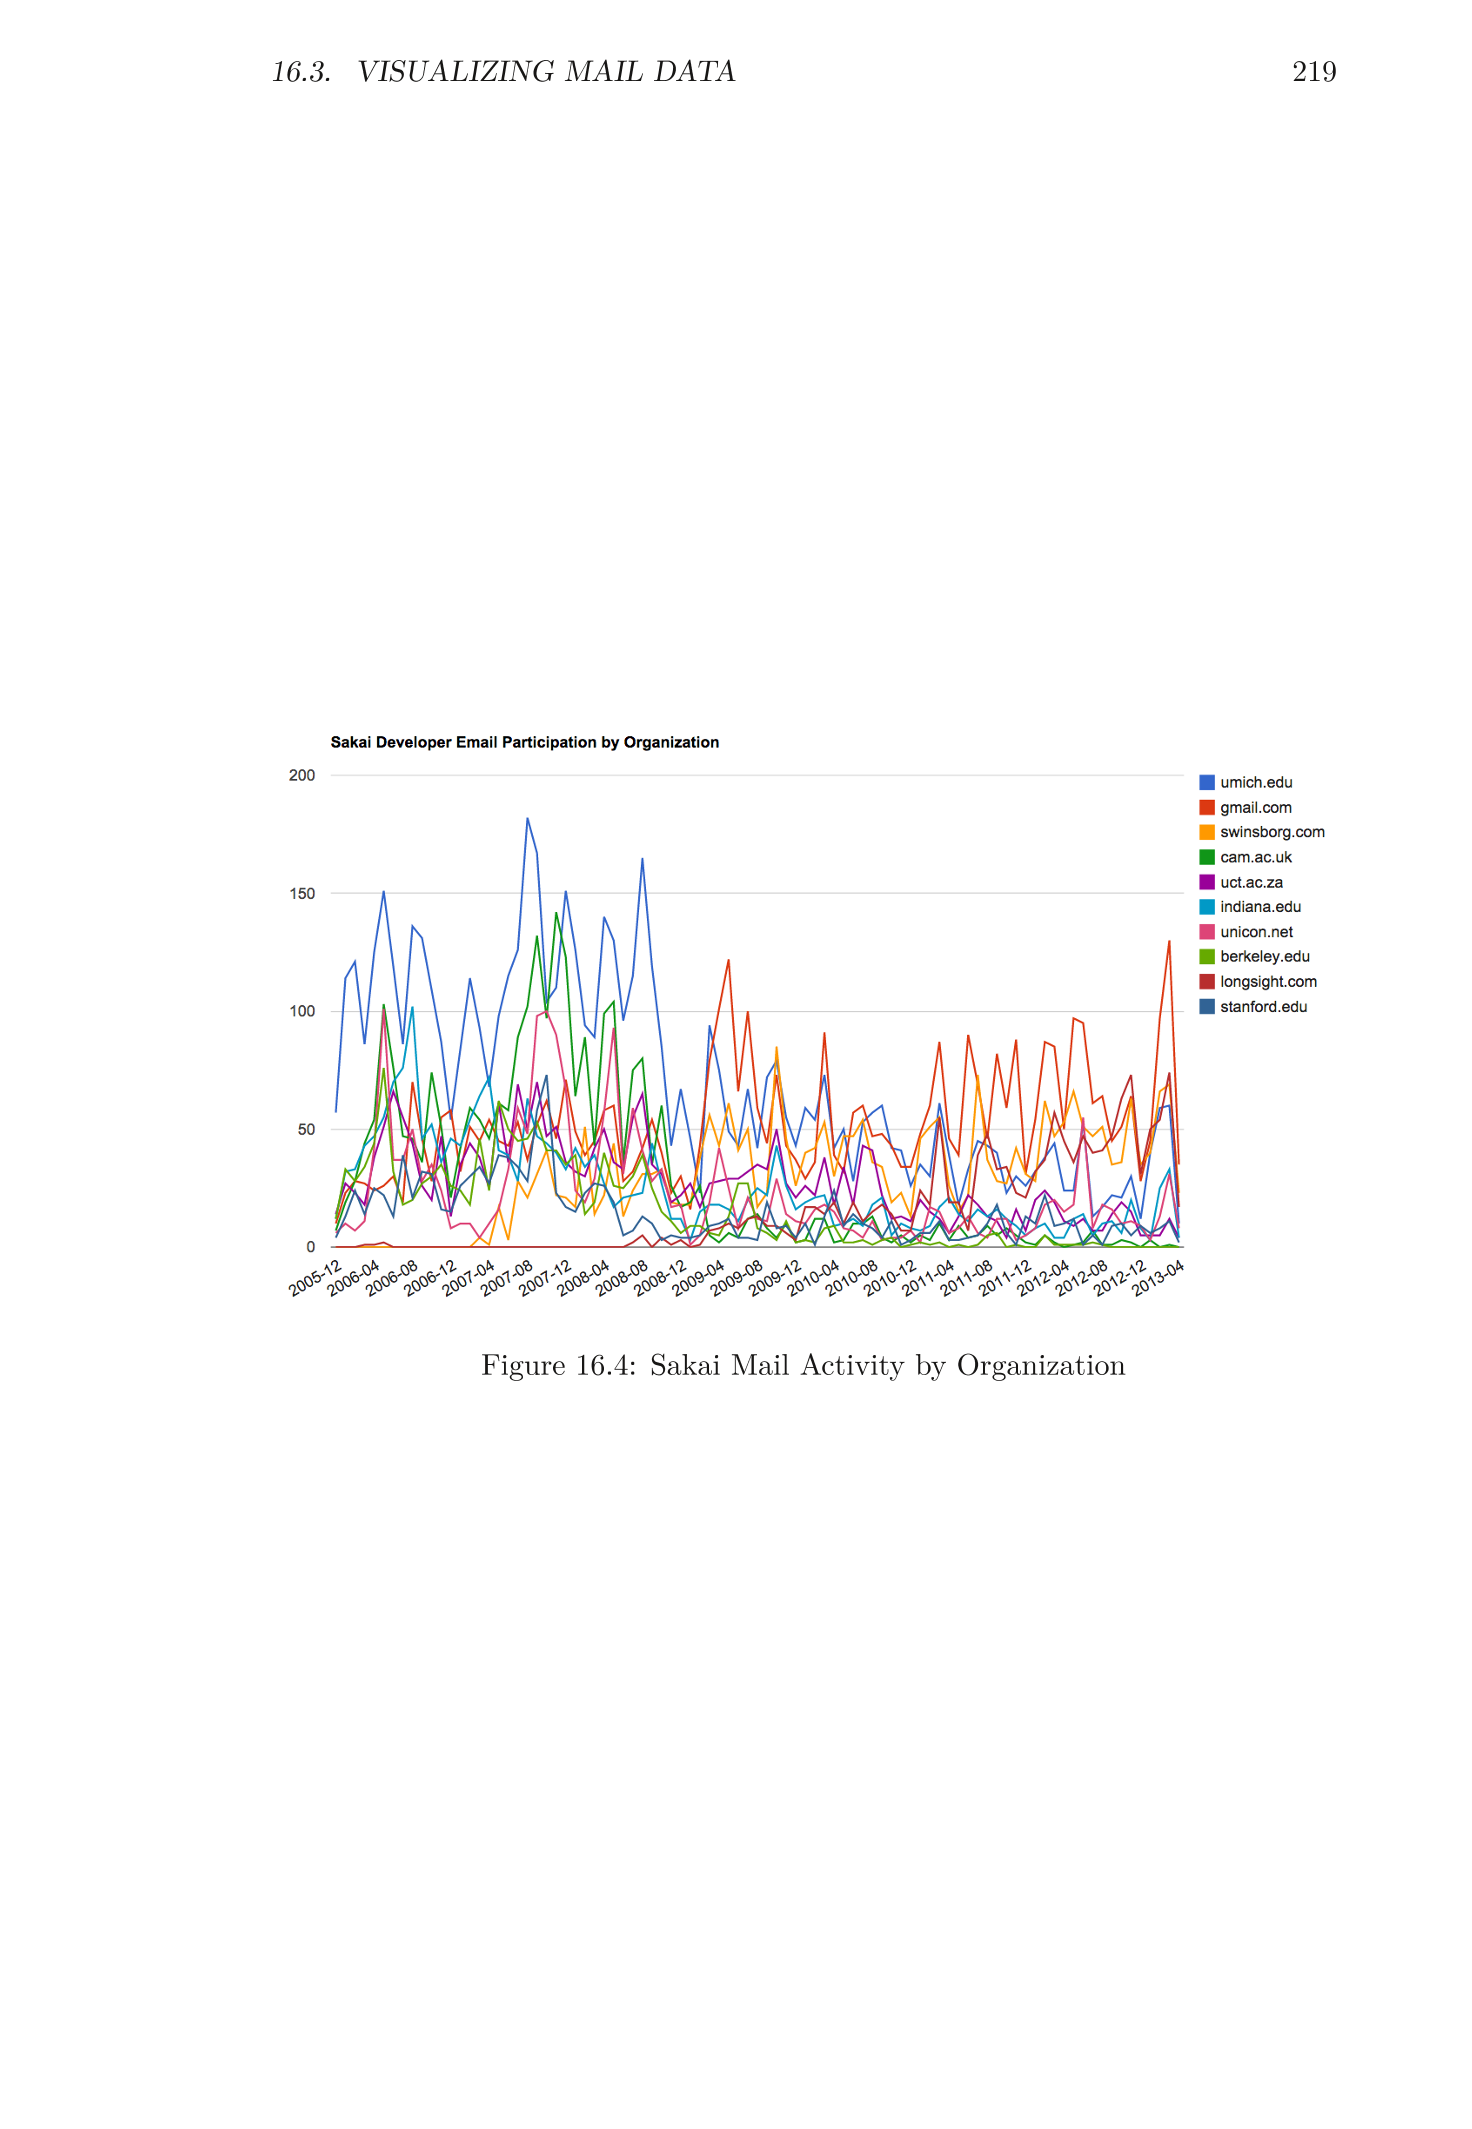 16.3. VISUALIZING MAIL DATA 219
Sakai Developer Email Participation by Organization
200
150
100
50
0
umich.edu
gmail.com
swinsborg.com
cam.ac.uk
uct.ac.za
indiana.edu
unicon.net
berkeley.edu
longsight.com
stanford.edu
2005-12
2006-04
2006-08
2006-12
2007-04
2007-08
2007-12
2008-04
2008-08
2008-12
2009-04
2009-08
2009-12
2010-04
2010-08
2010-12
2011-04
2011-08
2011-12
2012-04
2012-08
2012-12
2013-04
Figure 16.4: Sakai Mail Activity by Organization